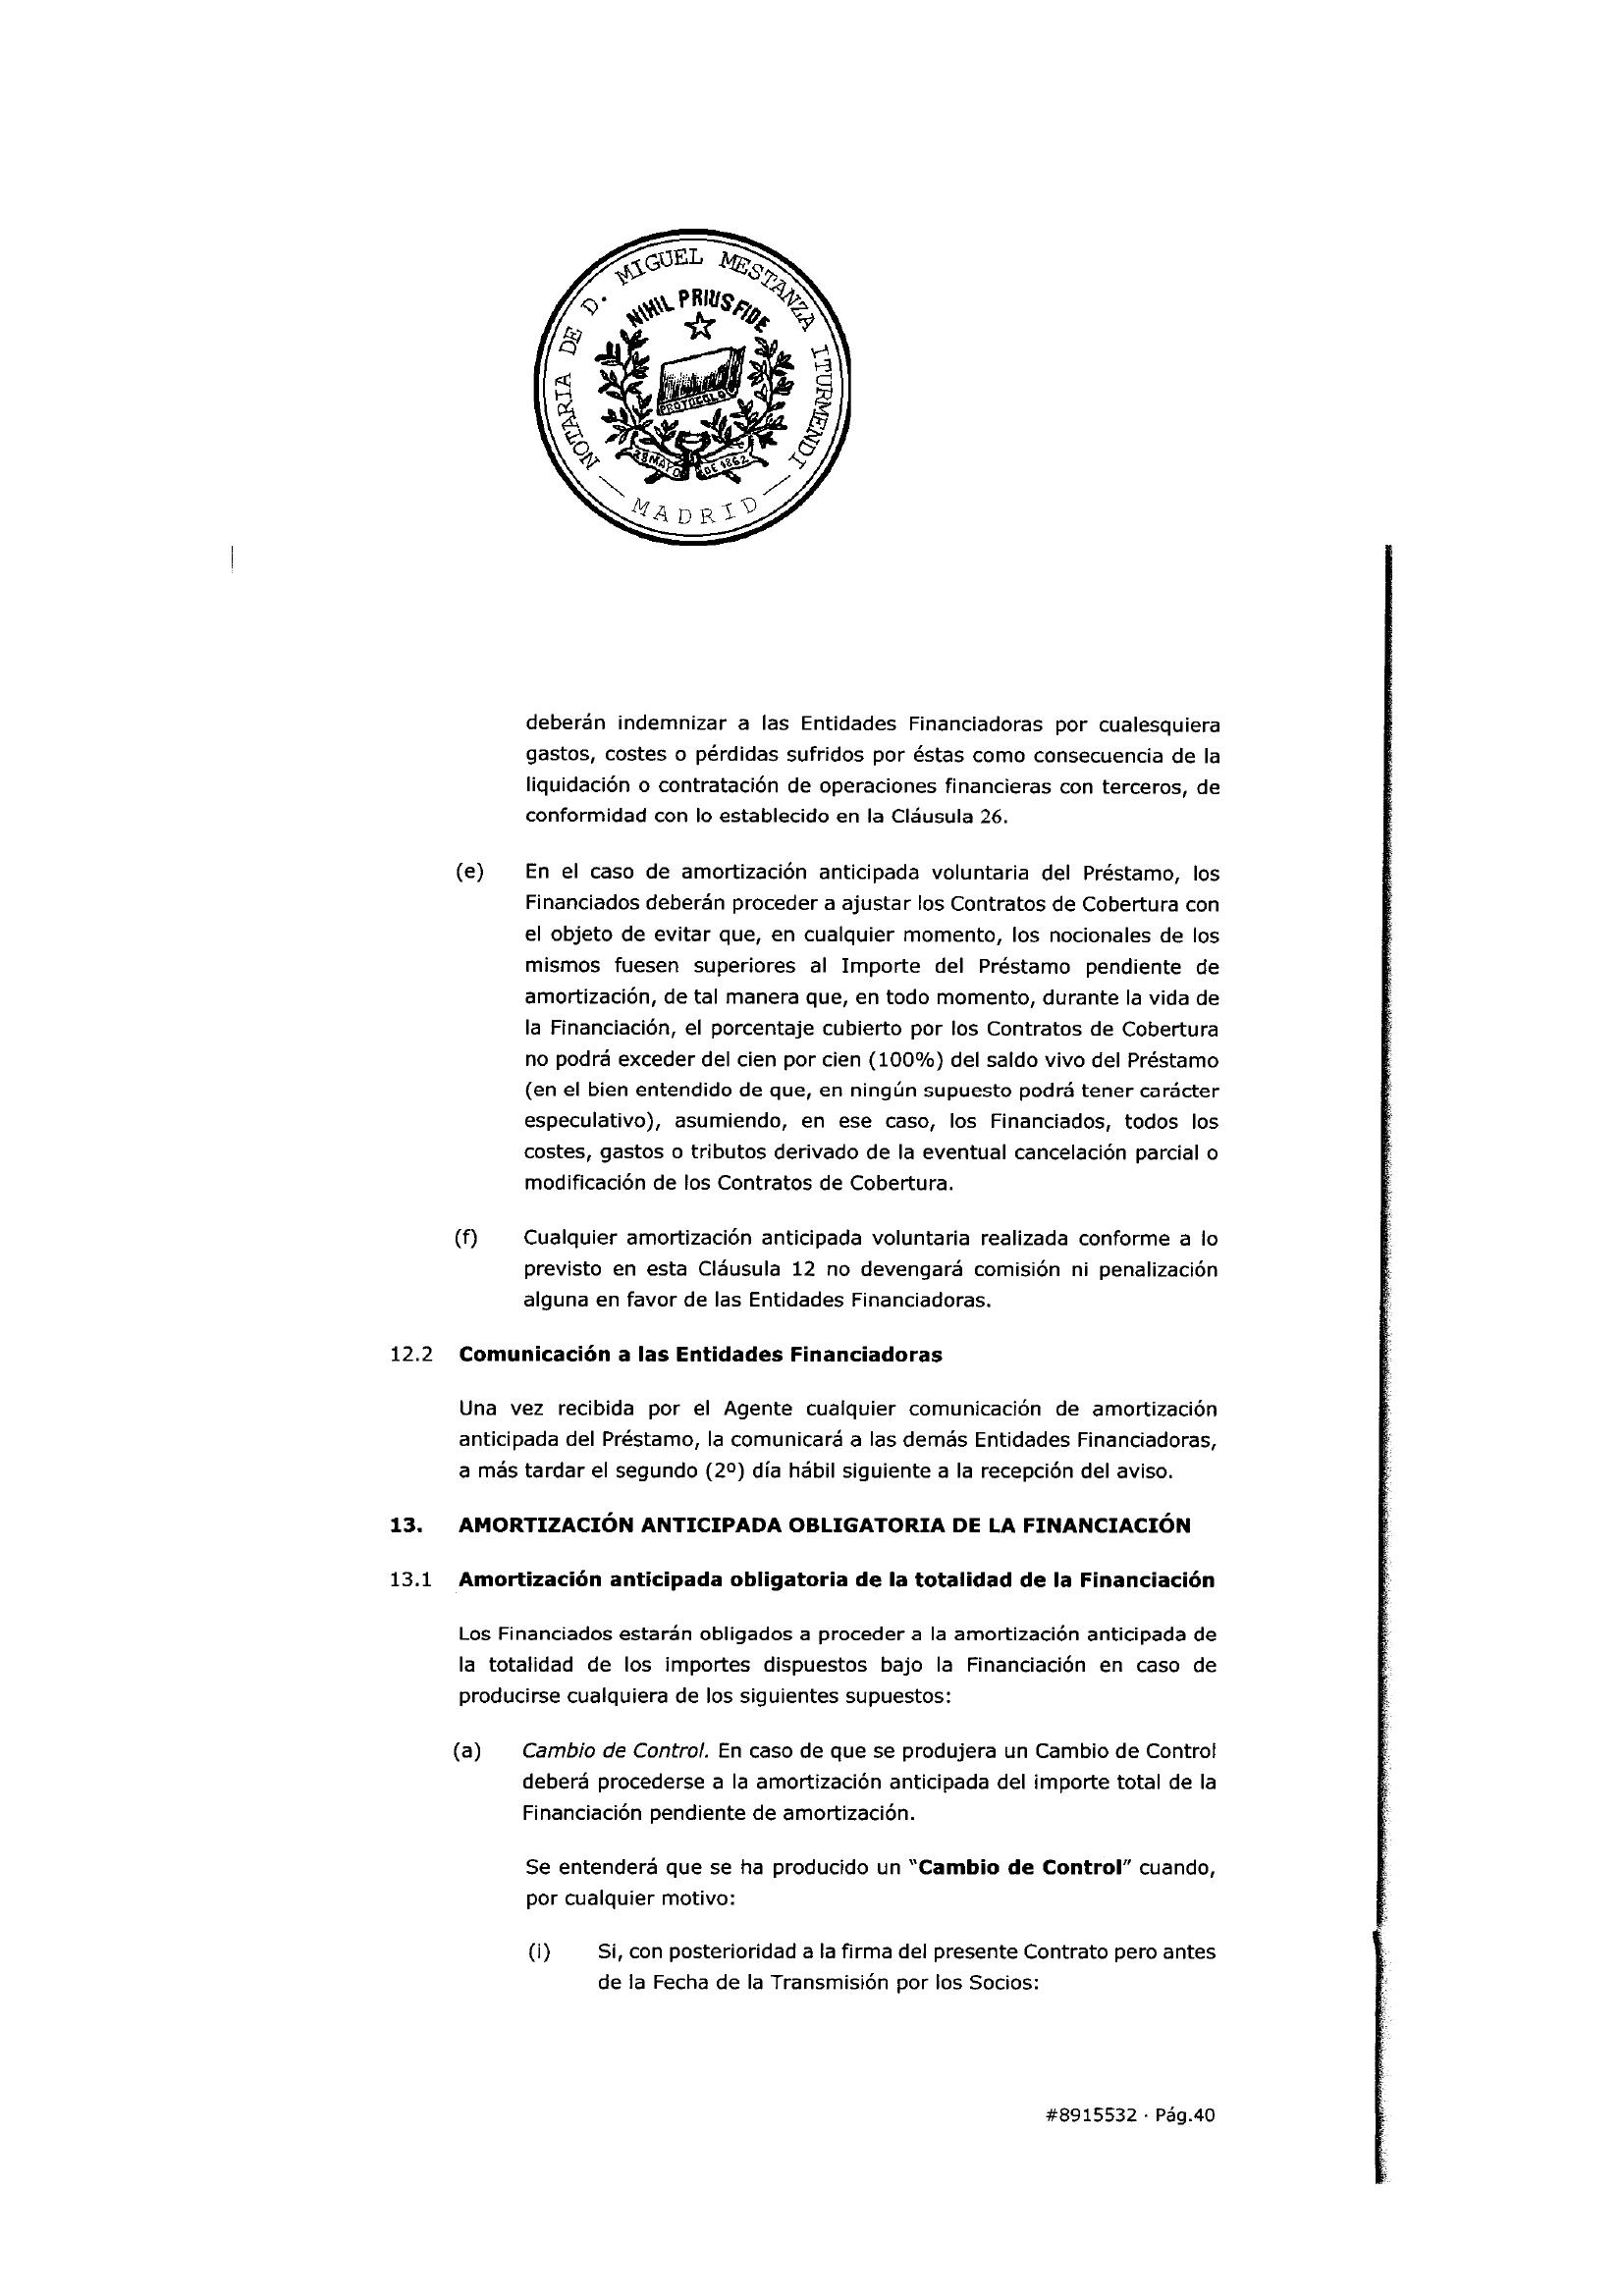 NOTARIA DE D. MIGUEL MESTANZA ITURMENDI
NIHIL PRIUS FIDE
PROTOCOLO
28 MAYO DE 1862
— MADRID —
deberán indemnizar a las Entidades Financiadoras por cualesquiera
gastos, costes o pérdidas sufridos por éstas como consecuencia de la
liquidación o contratación de operaciones financieras con terceros, de
conformidad con lo establecido en la Cláusula 26.
(e) En el caso de amortización anticipada voluntaria del Préstamo, los
Financiados deberán proceder a ajustar los Contratos de Cobertura con
el objeto de evitar que, en cualquier momento, los nocionales de los
mismos fuesen superiores al Importe del Préstamo pendiente de
amortización, de tal manera que, en todo momento, durante la vida de
la Financiación, el porcentaje cubierto por los Contratos de Cobertura
no podrá exceder del cien por cien (100%) del saldo vivo del Préstamo
(en el bien entendido de que, en ningún supuesto podrá tener carácter
especulativo), asumiendo, en ese caso, los Financiados, todos los
costes, gastos o tributos derivado de la eventual cancelación parcial o
modificación de los Contratos de Cobertura.
(f) Cualquier amortización anticipada voluntaria realizada conforme a lo
previsto en esta Cláusula 12 no devengará comisión ni penalización
alguna en favor de las Entidades Financiadoras.
12.2 Comunicación a las Entidades Financiadoras
Una vez recibida por el Agente cualquier comunicación de amortización
anticipada del Préstamo, la comunicará a las demás Entidades Financiadoras,
a más tardar el segundo (2º) día hábil siguiente a la recepción del aviso.
13. AMORTIZACIÓN ANTICIPADA OBLIGATORIA DE LA FINANCIACIÓN
13.1 Amortización anticipada obligatoria de la totalidad de la Financiación
Los Financiados estarán obligados a proceder a la amortización anticipada de
la totalidad de los importes dispuestos bajo la Financiación en caso de
producirse cualquiera de los siguientes supuestos:
(a) Cambio de Control. En caso de que se produjera un Cambio de Control
deberá procederse a la amortización anticipada del importe total de la
Financiación pendiente de amortización.
Se entenderá que se ha producido un "Cambio de Control" cuando,
por cualquier motivo:
(i) Si, con posterioridad a la firma del presente Contrato pero antes
de la Fecha de la Transmisión por los Socios:
#8915532 · Pág.40